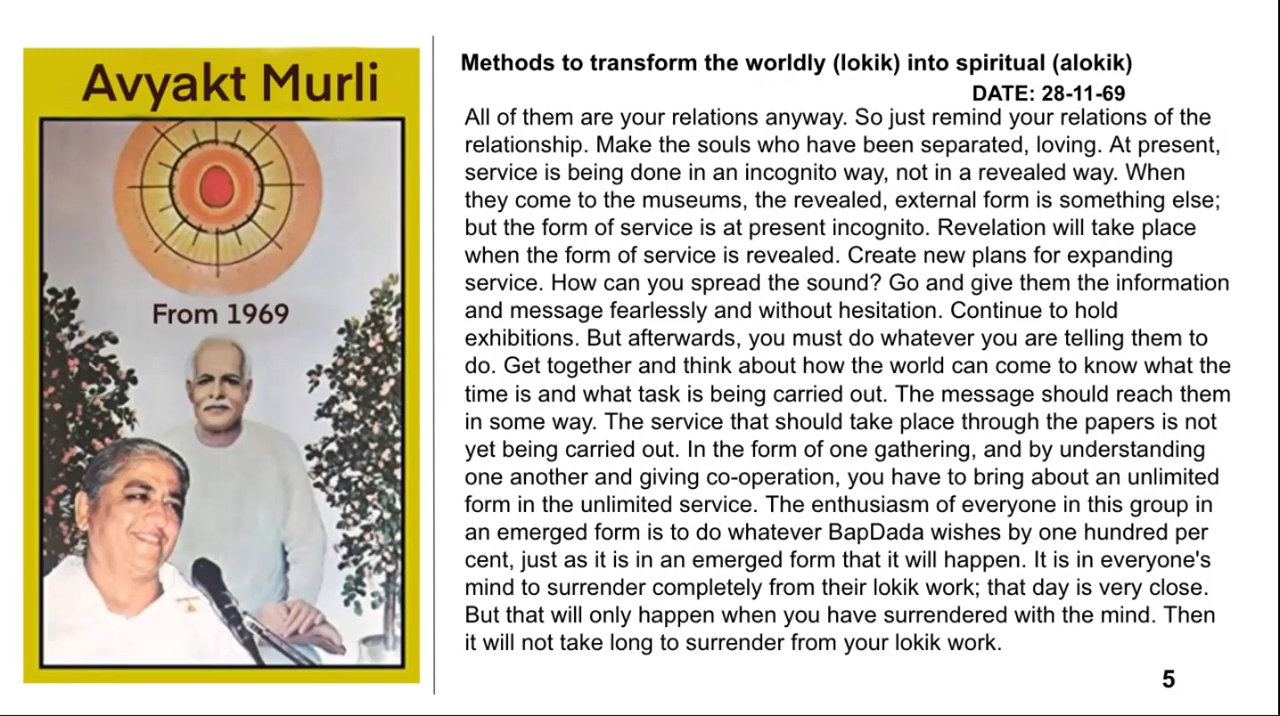 Avyakt Murli
From 1969
Methods to transform the worldly (lokik) into spiritual (alokik)
DATE: 28-11-69
All of them are your relations anyway. So just remind your relations of the
relationship. Make the souls who have been separated, loving. At present,
service is being done in an incognito way, not in a revealed way. When
they come to the museums, the revealed, external form is something else;
but the form of service is at present incognito. Revelation will take place
when the form of service is revealed. Create new plans for expanding
service. How can you spread the sound? Go and give them the information
and message fearlessly and without hesitation. Continue to hold
exhibitions. But afterwards, you must do whatever you are telling them to
do. Get together and think about how the world can come to know what the
time is and what task is being carried out. The message should reach them
in some way. The service that should take place through the papers is not
yet being carried out. In the form of one gathering, and by understanding
one another and giving co-operation, you have to bring about an unlimited
form in the unlimited service. The enthusiasm of everyone in this group in
an emerged form is to do whatever BapDada wishes by one hundred per
cent, just as it is in an emerged form that it will happen. It is in everyone's
mind to surrender completely from their lokik work; that day is very close.
But that will only happen when you have surrendered with the mind. Then
it will not take long to surrender from your lokik work.
5